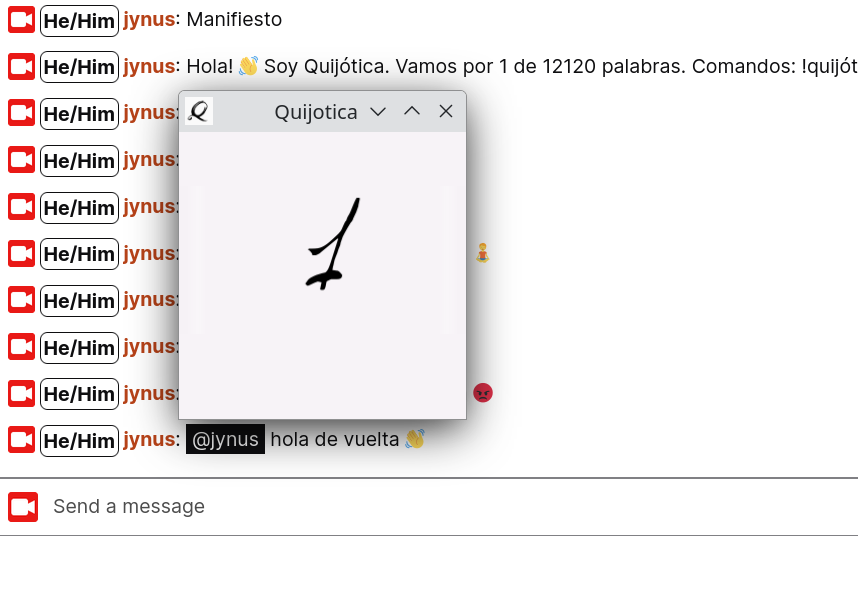 He/Him jynus: Manifiesto
He/Him jynus: Hola! 👋 Soy Quijótica. Vamos por 1 de 12120 palabras. Comandos: !quijót
He/Him jynus:
He/Him jynus:
He/Him jynus:
He/Him jynus: 🧘
He/Him jynus:
He/Him jynus:
He/Him jynus: 😡
He/Him jynus: @jynus hola de vuelta 👋
Send a message
Q Quijotica
1